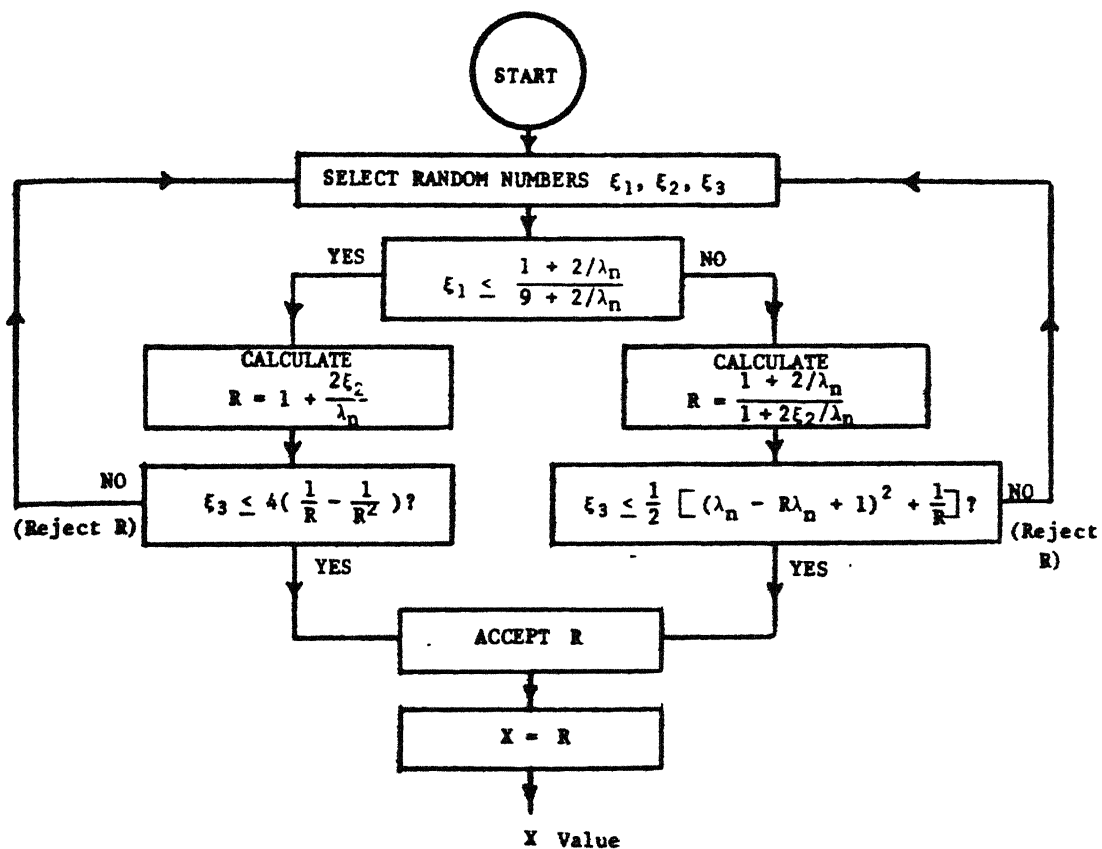 START
SELECT RANDOM NUMBERS ξ₁, ξ₂, ξ₃
YES
NO
ξ₁ ≤ (1 + 2/λₙ) / (9 + 2/λₙ)
CALCULATE
R = 1 + 2ξ₂/λₙ
CALCULATE
R = (1 + 2/λₙ) / (1 + 2ξ₂/λₙ)
NO
(Reject R)
ξ₃ ≤ 4( 1/R - 1/R² )?
ξ₃ ≤ 1/2 [ (λₙ - Rλₙ + 1)² + 1/R ] ?
NO
(Reject
R)
YES
YES
ACCEPT R
X = R
X Value